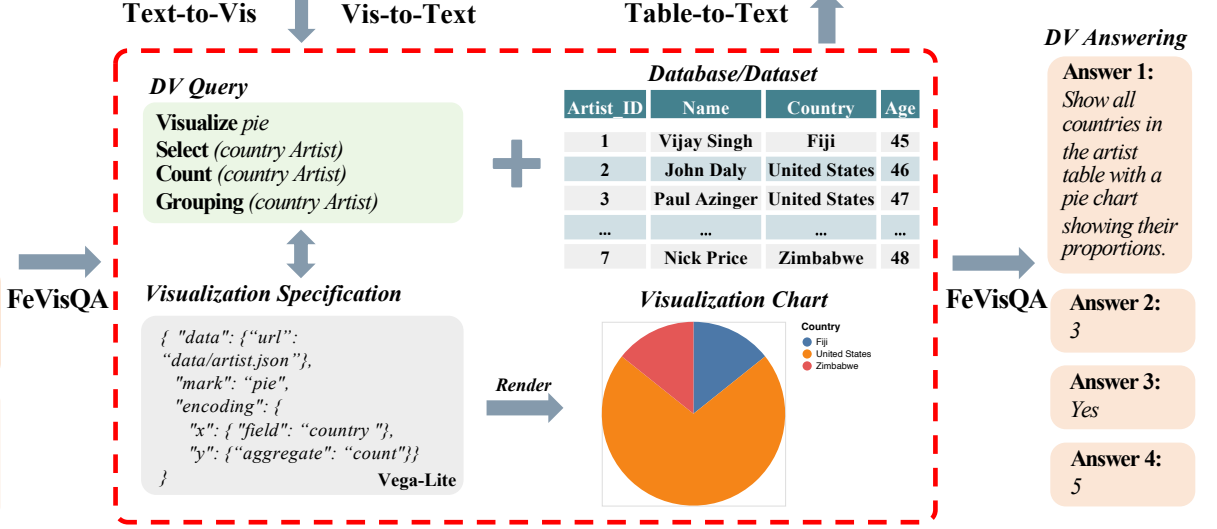 Text-to-Vis
Vis-to-Text
Table-to-Text
DV Query
Visualize pie
Select (country Artist)
Count (country Artist)
Grouping (country Artist)
Database/Dataset
Artist_ID Name Country Age
1 Vijay Singh Fiji 45
2 John Daly United States 46
3 Paul Azinger United States 47
... ... ... ...
7 Nick Price Zimbabwe 48
FeVisQA
Visualization Specification
{ "data": {“url”:
“data/artist.json”},
"mark": “pie",
"encoding": {
"x": { "field": “country "},
"y": {“aggregate": “count"}}
}
Vega-Lite
Render
Visualization Chart
Country
Fiji
United States
Zimbabwe
FeVisQA
DV Answering
Answer 1:
Show all
countries in
the artist
table with a
pie chart
showing their
proportions.
Answer 2:
3
Answer 3:
Yes
Answer 4:
5